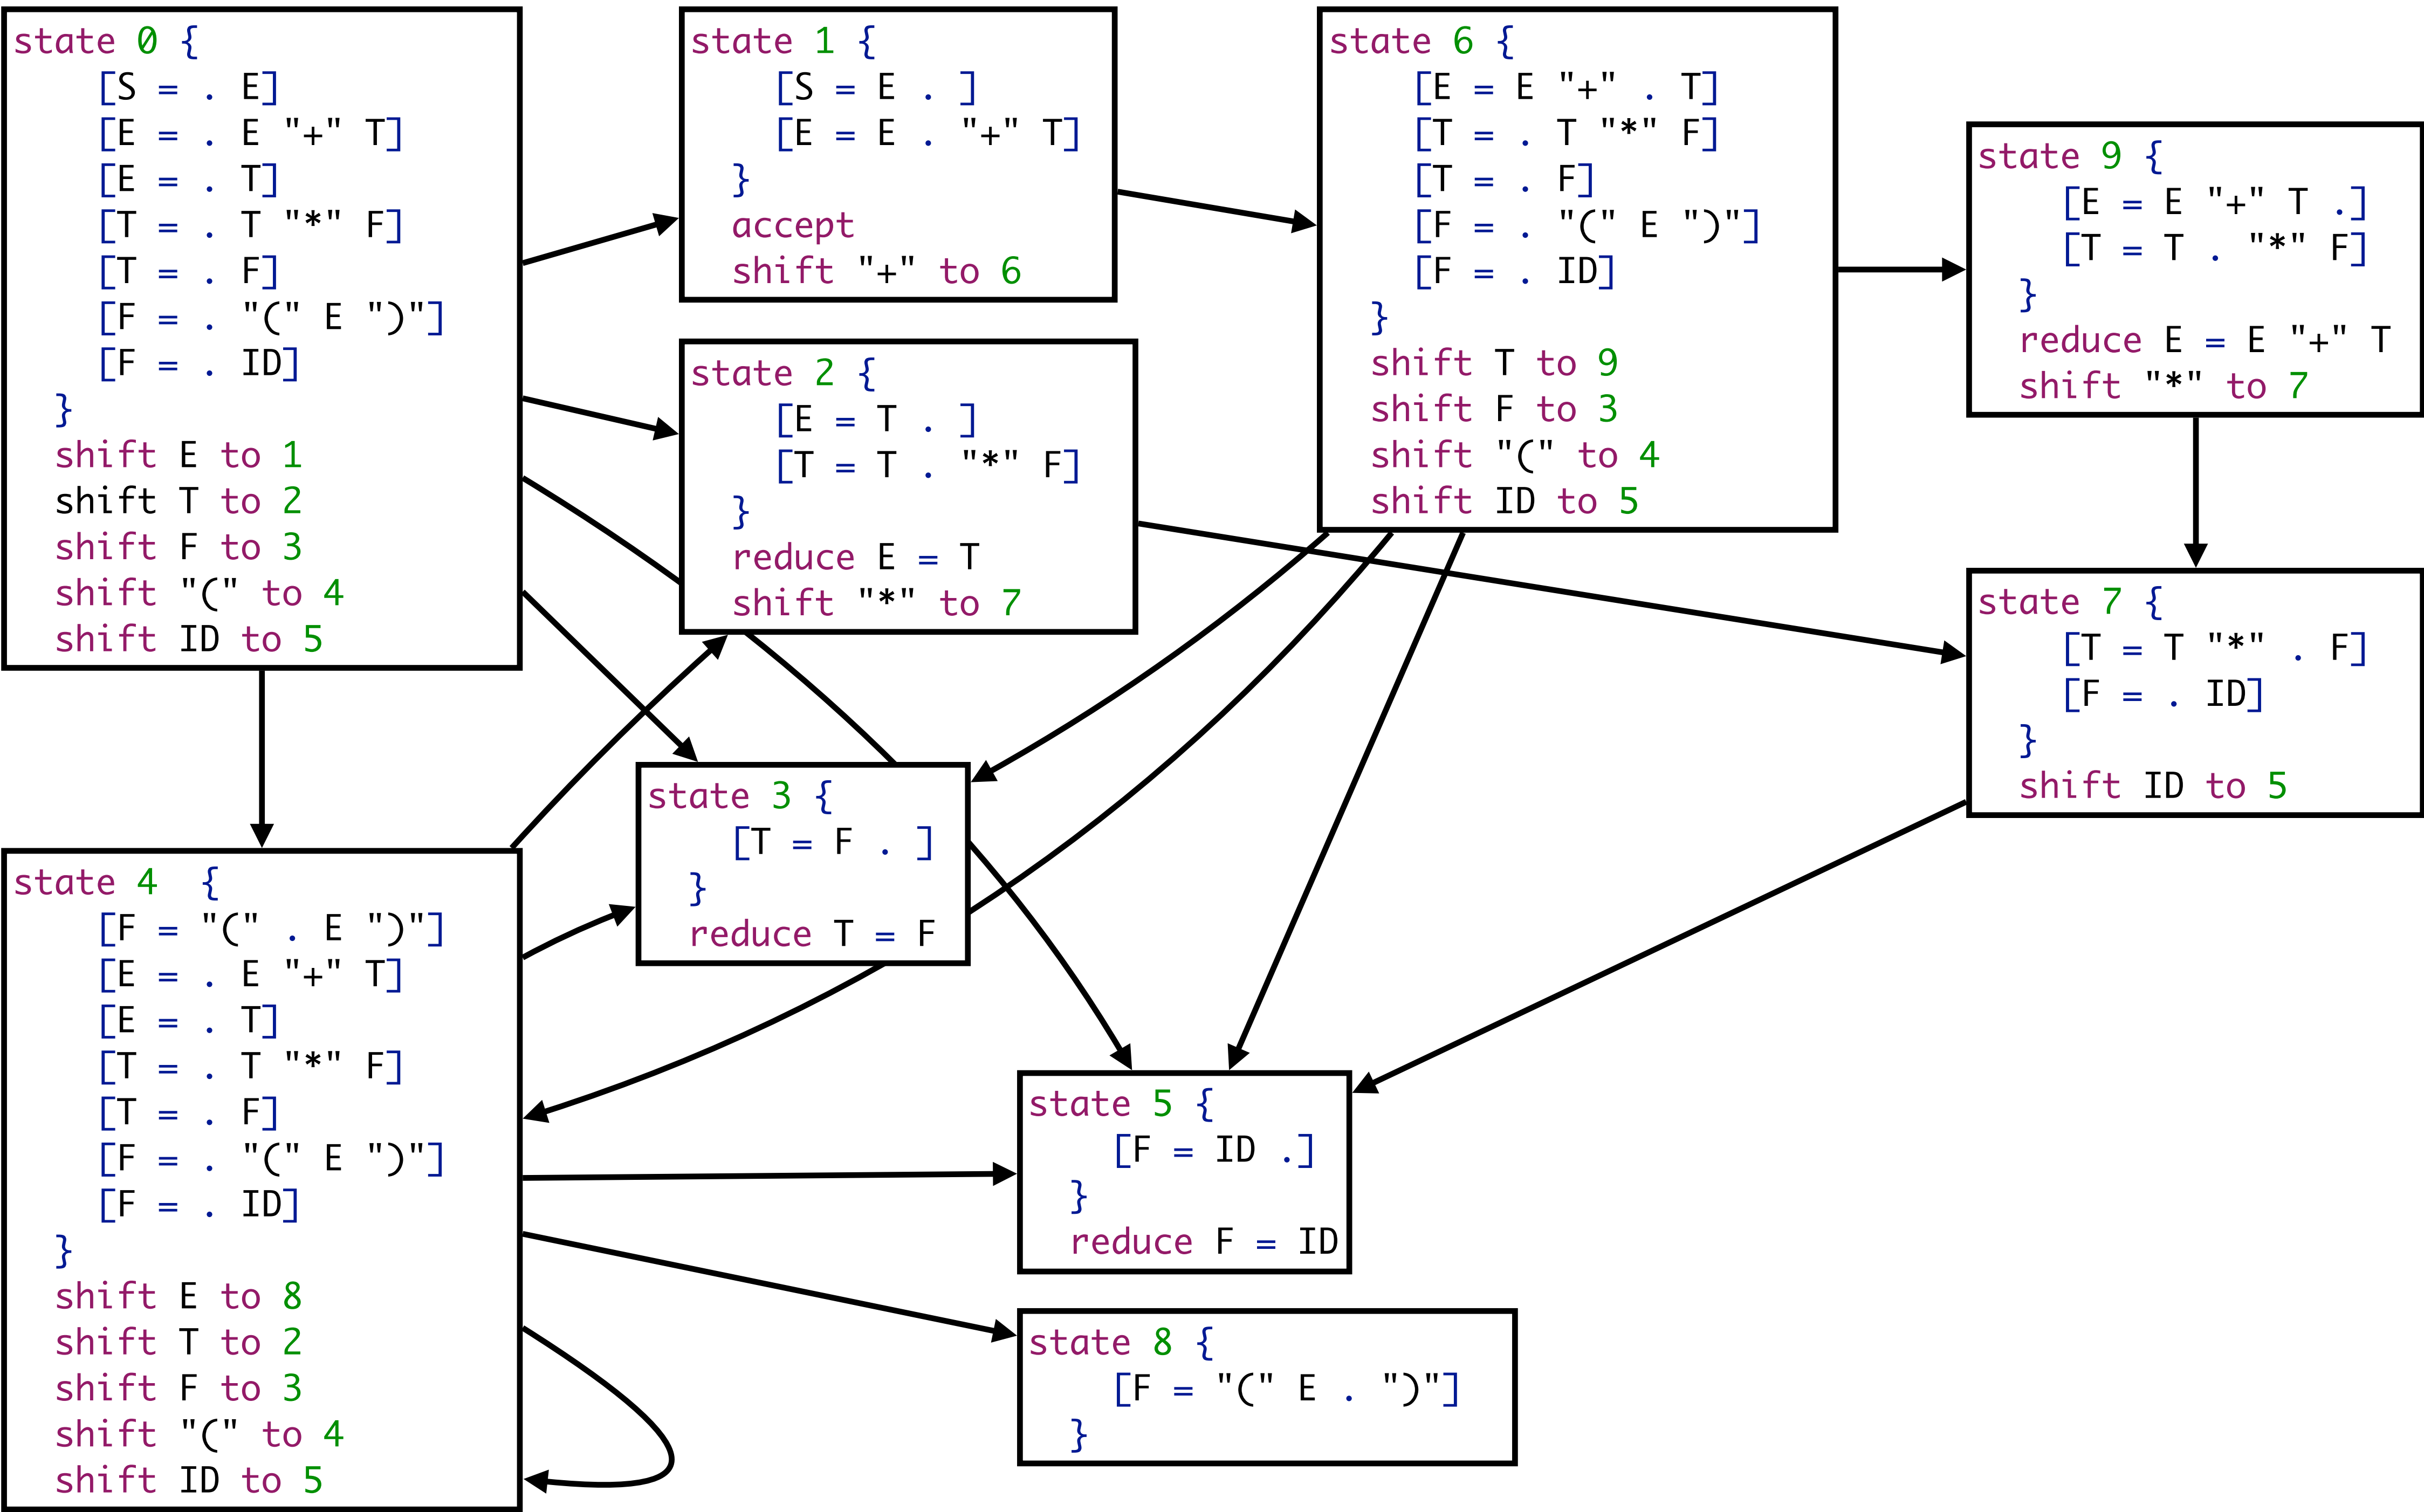 state 0 {
[S = . E]
[E = . E "+" T]
[E = . T]
[T = . T "*" F]
[T = . F]
[F = . "(" E ")"]
[F = . ID]
}
shift E to 1
shift T to 2
shift F to 3
shift "(" to 4
shift ID to 5
state 1 {
[S = E . ]
[E = E . "+" T]
}
accept
shift "+" to 6
state 2 {
[E = T . ]
[T = T . "*" F]
}
reduce E = T
shift "*" to 7
state 6 {
[E = E "+" . T]
[T = . T "*" F]
[T = . F]
[F = . "(" E ")"]
[F = . ID]
}
shift T to 9
shift F to 3
shift "(" to 4
shift ID to 5
state 9 {
[E = E "+" T .]
[T = T . "*" F]
}
reduce E = E "+" T
shift "*" to 7
state 7 {
[T = T "*" . F]
[F = . ID]
}
shift ID to 5
state 3 {
[T = F . ]
}
reduce T = F
state 4 {
[F = "(" . E ")"]
[E = . E "+" T]
[E = . T]
[T = . T "*" F]
[T = . F]
[F = . "(" E ")"]
[F = . ID]
}
shift E to 8
shift T to 2
shift F to 3
shift "(" to 4
shift ID to 5
state 5 {
[F = ID .]
}
reduce F = ID
state 8 {
[F = "(" E . ")"]
}